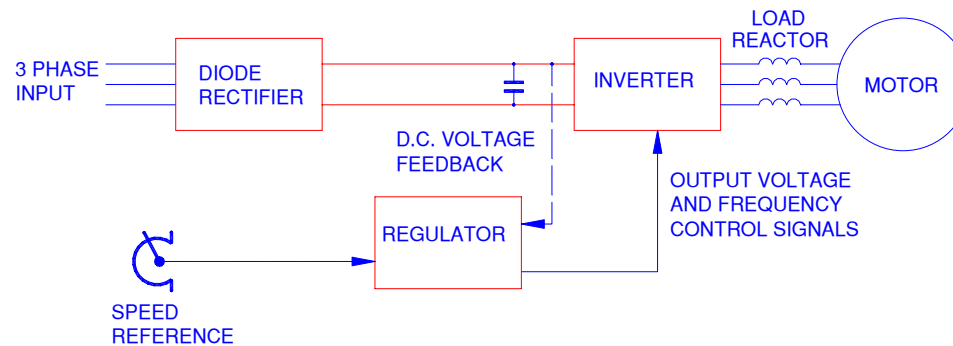 3 PHASE
INPUT
DIODE
RECTIFIER
D.C. VOLTAGE
FEEDBACK
INVERTER
LOAD
REACTOR
MOTOR
OUTPUT VOLTAGE
AND FREQUENCY
CONTROL SIGNALS
REGULATOR
SPEED
REFERENCE